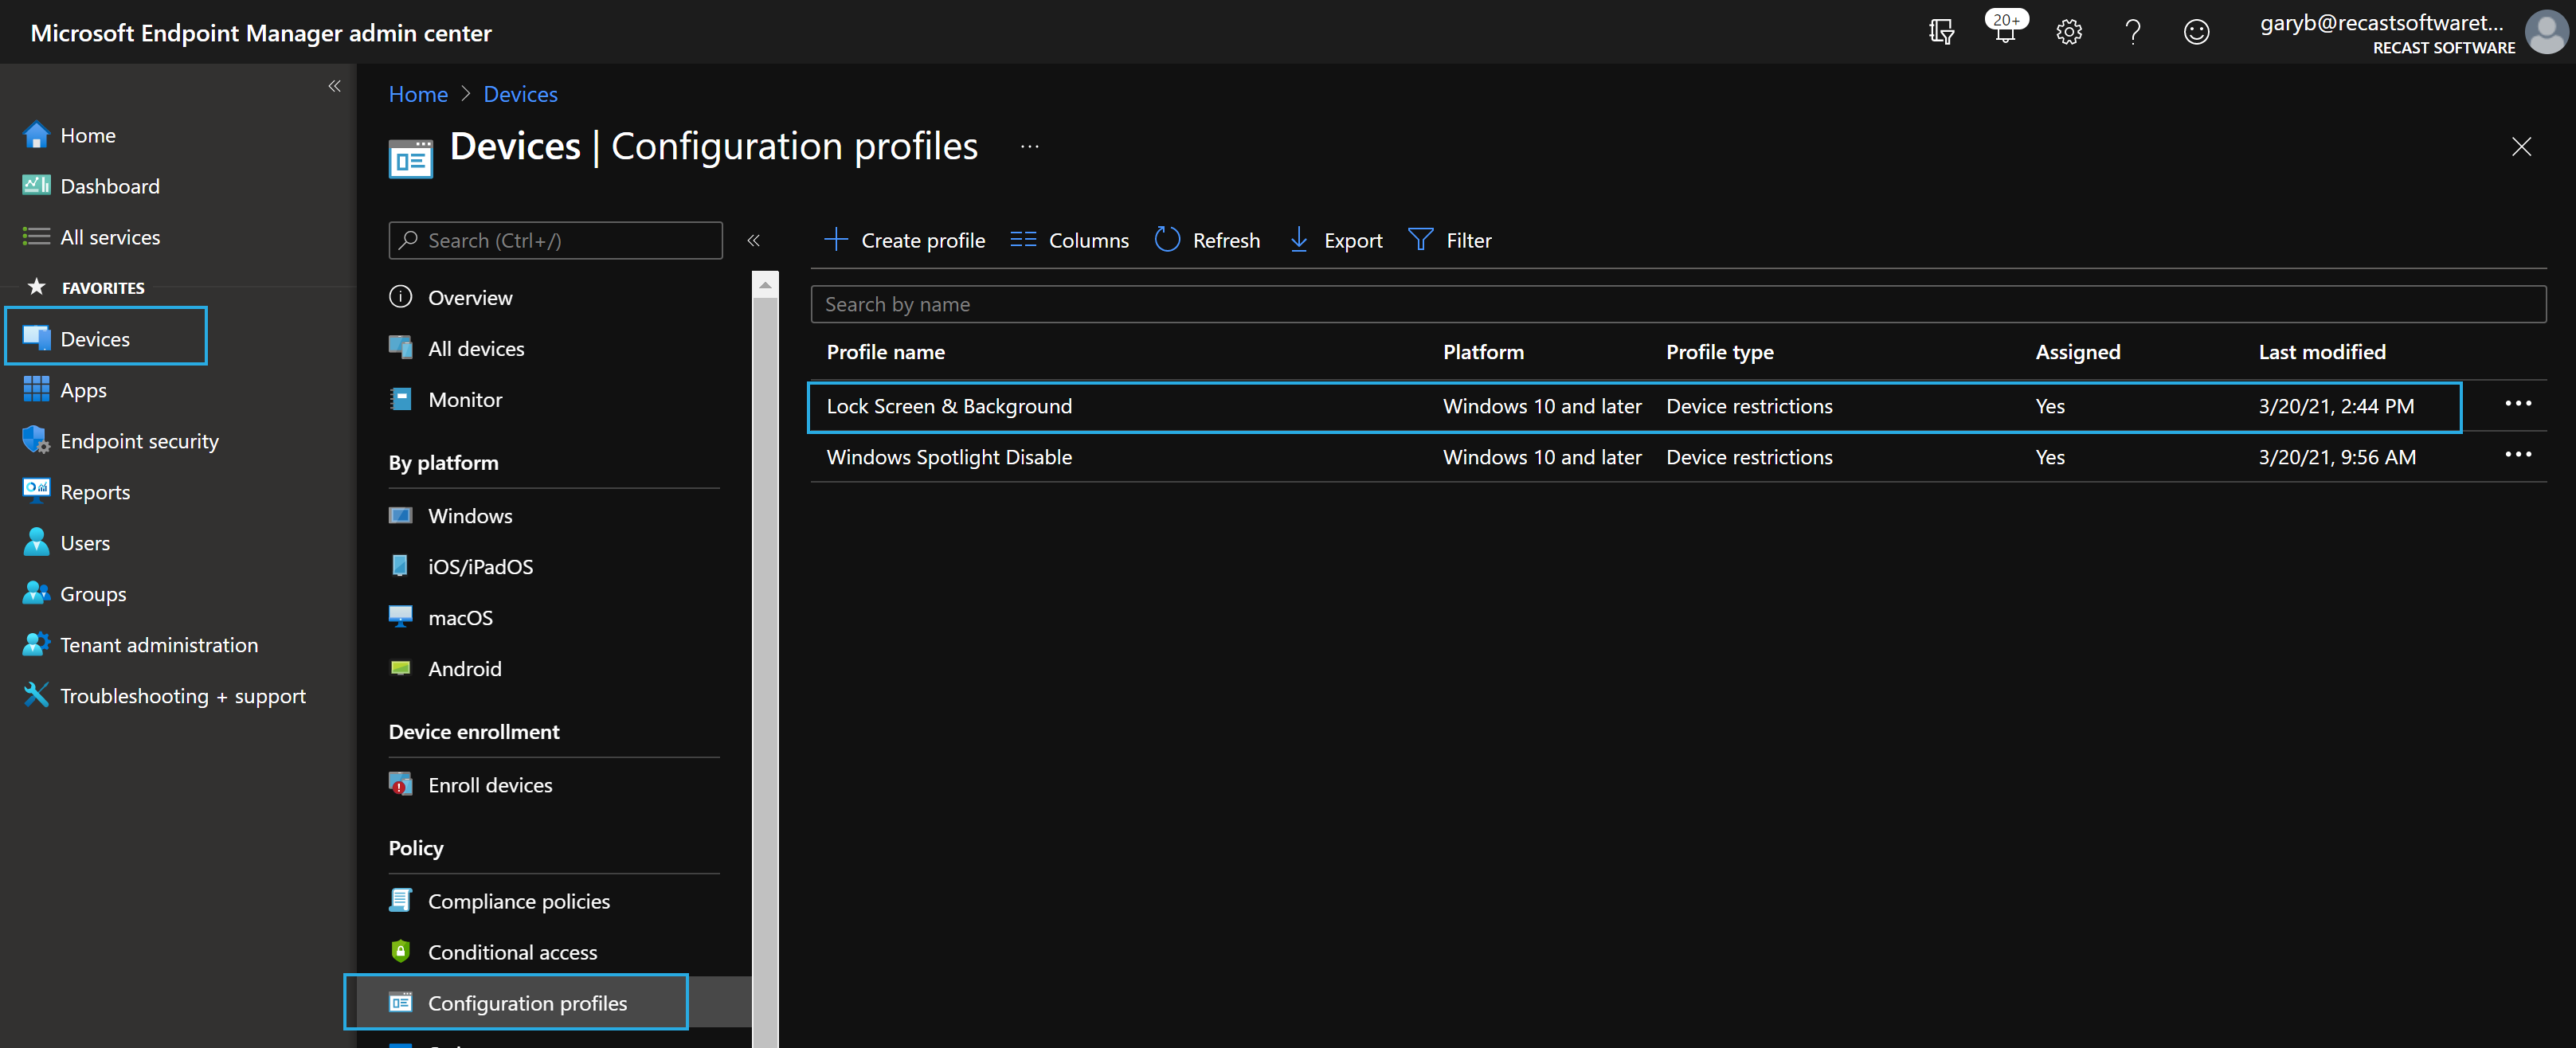 Microsoft Endpoint Manager admin center
20+
garyb@recastsoftwaret...
RECAST SOFTWARE
Home
Dashboard
All services
FAVORITES
Devices
Apps
Endpoint security
Reports
Users
Groups
Tenant administration
Troubleshooting + support
Home > Devices
Devices | Configuration profiles ...
Search (Ctrl+/)
Overview
All devices
Monitor
By platform
Windows
iOS/iPadOS
macOS
Android
Device enrollment
Enroll devices
Policy
Compliance policies
Conditional access
Configuration profiles
Create profile Columns Refresh Export Filter
Search by name
Profile name Platform Profile type Assigned Last modified
Lock Screen & Background Windows 10 and later Device restrictions Yes 3/20/21, 2:44 PM
Windows Spotlight Disable Windows 10 and later Device restrictions Yes 3/20/21, 9:56 AM